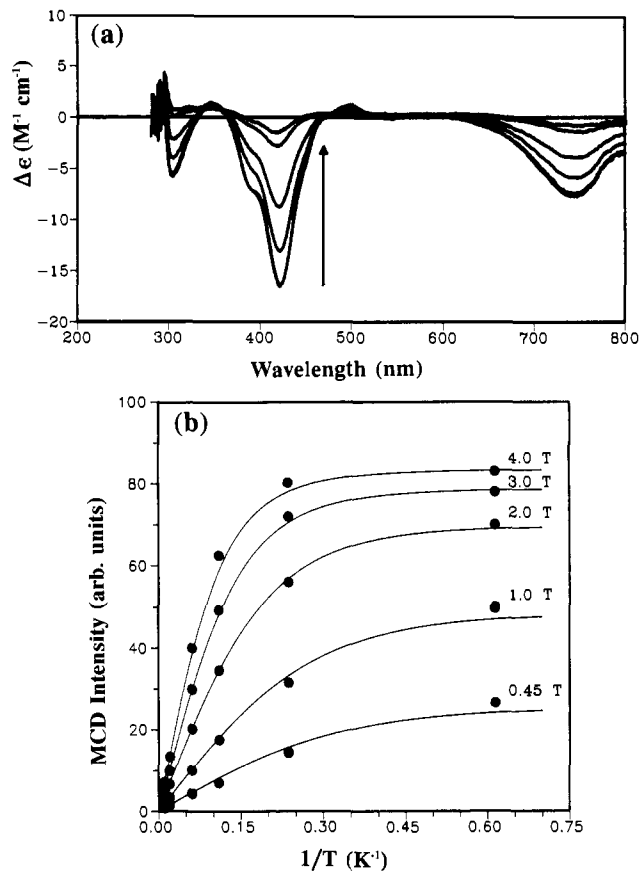 (a)
10
5
0
-5
-10
-15
-20
Δϵ (M⁻¹ cm⁻¹)
200 300 400 500 600 700 800
Wavelength (nm)
(b)
100
80
60
40
20
0
MCD Intensity (arb. units)
4.0 T
3.0 T
2.0 T
1.0 T
0.45 T
0.00 0.15 0.30 0.45 0.60 0.75
1/T (K⁻¹)